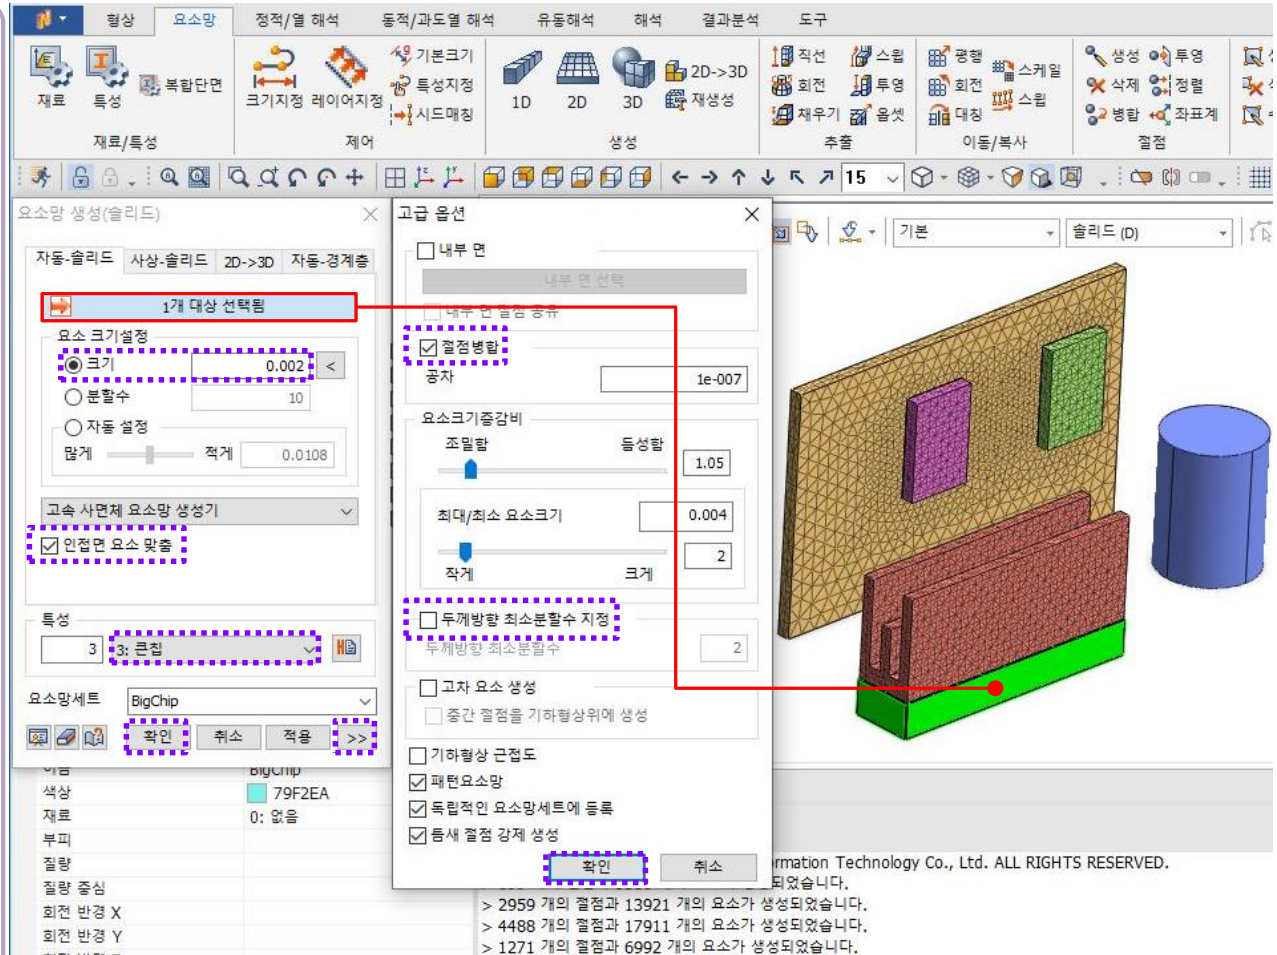 형상 요소망 정적/열 해석 동적/과도열 해석 유동해석 해석 결과분석 도구
기본크기 직선 스윕 평행 스케일 생성 투영
복합단면 특성지정 2D->3D 회전 투영 회전 삭제 정렬
재료 특성 크기지정 레이어지정 시드매칭 1D 2D 3D 재생성 채우기 옵셋 대칭 스윕 병합 좌표계
재료/특성 제어 생성 추출 이동/복사 절점
15
요소망 생성(솔리드)
자동-솔리드 사상-솔리드 2D->3D 자동-경계층
1개 대상 선택됨
요소 크기설정
크기 0.002 <
분할수 10
자동 설정
많게 적게 0.0108
고속 사면체 요소망 생성기
인접면 요소 맞춤
특성
3 3: 큰칩
요소망세트 BigChip
확인 취소 적용 >>
이름 BigChip
색상 79F2EA
재료 0: 없음
부피
질량
질량 중심
회전 반경 X
회전 반경 Y
고급 옵션
내부 면
내부 면 선택
내부 면 절점 공유
절점병합
공차 1e-007
요소크기증감비
조밀함 듬성함
1.05
최대/최소 요소크기 0.004
2
작게 크게
두께방향 최소분할수 지정
두께방향 최소분할수 2
고차 요소 생성
중간 절점을 기하형상위에 생성
기하형상 근접도
패턴요소망
독립적인 요소망세트에 등록
틈새 절점 강제 생성
확인 취소
기본 솔리드 (D)
rmation Technology Co., Ltd. ALL RIGHTS RESERVED.
되었습니다.
> 2959 개의 절점과 13921 개의 요소가 생성되었습니다.
> 4488 개의 절점과 17911 개의 요소가 생성되었습니다.
> 1271 개의 절점과 6992 개의 요소가 생성되었습니다.